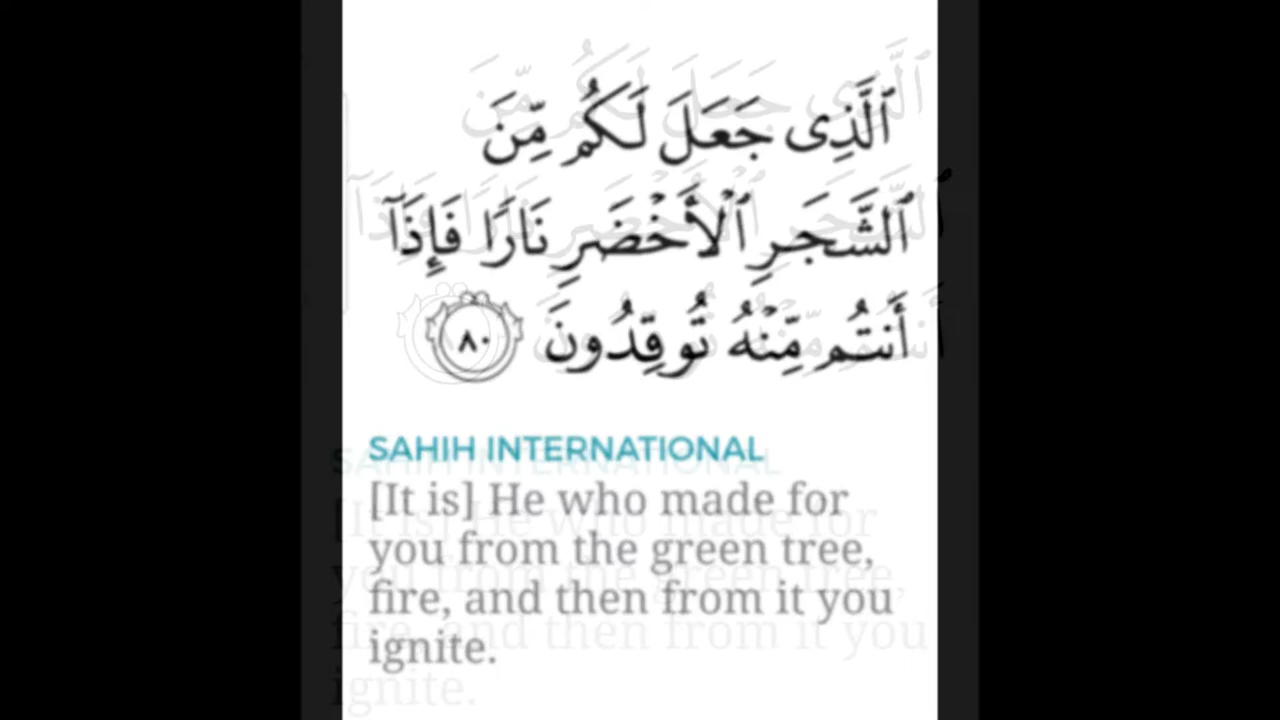 ٱلَّذِى جَعَلَ لَكُم مِّنَ
ٱلشَّجَرِ ٱلْأَخْضَرِ نَارًا فَإِذَآ
أَنتُم مِّنْهُ تُوقِدُونَ ٨٠
SAHIH INTERNATIONAL
[It is] He who made for
you from the green tree,
fire, and then from it you
ignite.